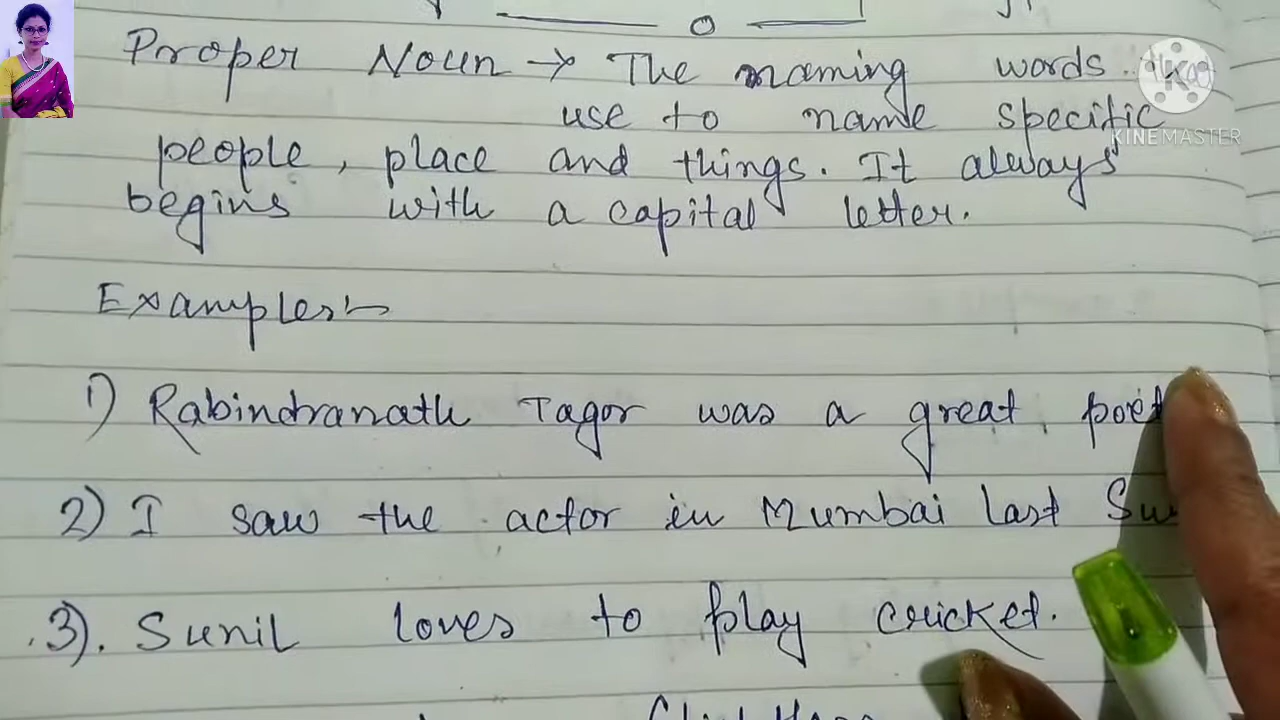 Proper Noun → The naming words
use to name specific
people, place and things. It always
begins with a capital letter.
KINEMASTER
Examples:-
1) Rabindranath Tagor was a great poet
2) I saw the actor in Mumbai last
3). Sunil loves to play cricket.